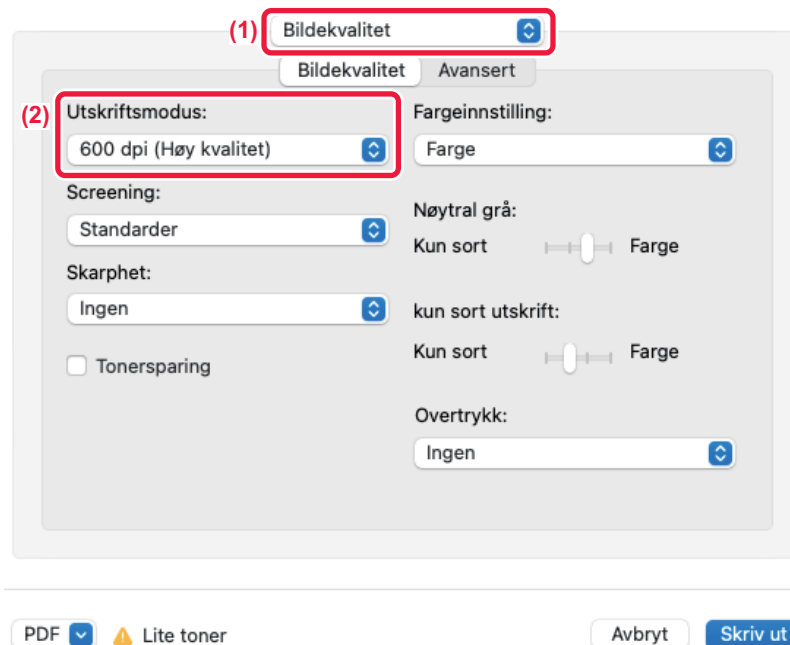 (1)
Bildekvalitet
Bildekvalitet Avansert
(2)
Utskriftsmodus:
600 dpi (Høy kvalitet)
Screening:
Standarder
Skarphet:
Ingen
Tonersparing
Fargeinnstilling:
Farge
Nøytral grå:
Kun sort Farge
kun sort utskrift:
Kun sort Farge
Overtrykk:
Ingen
PDF Lite toner Avbryt Skriv ut